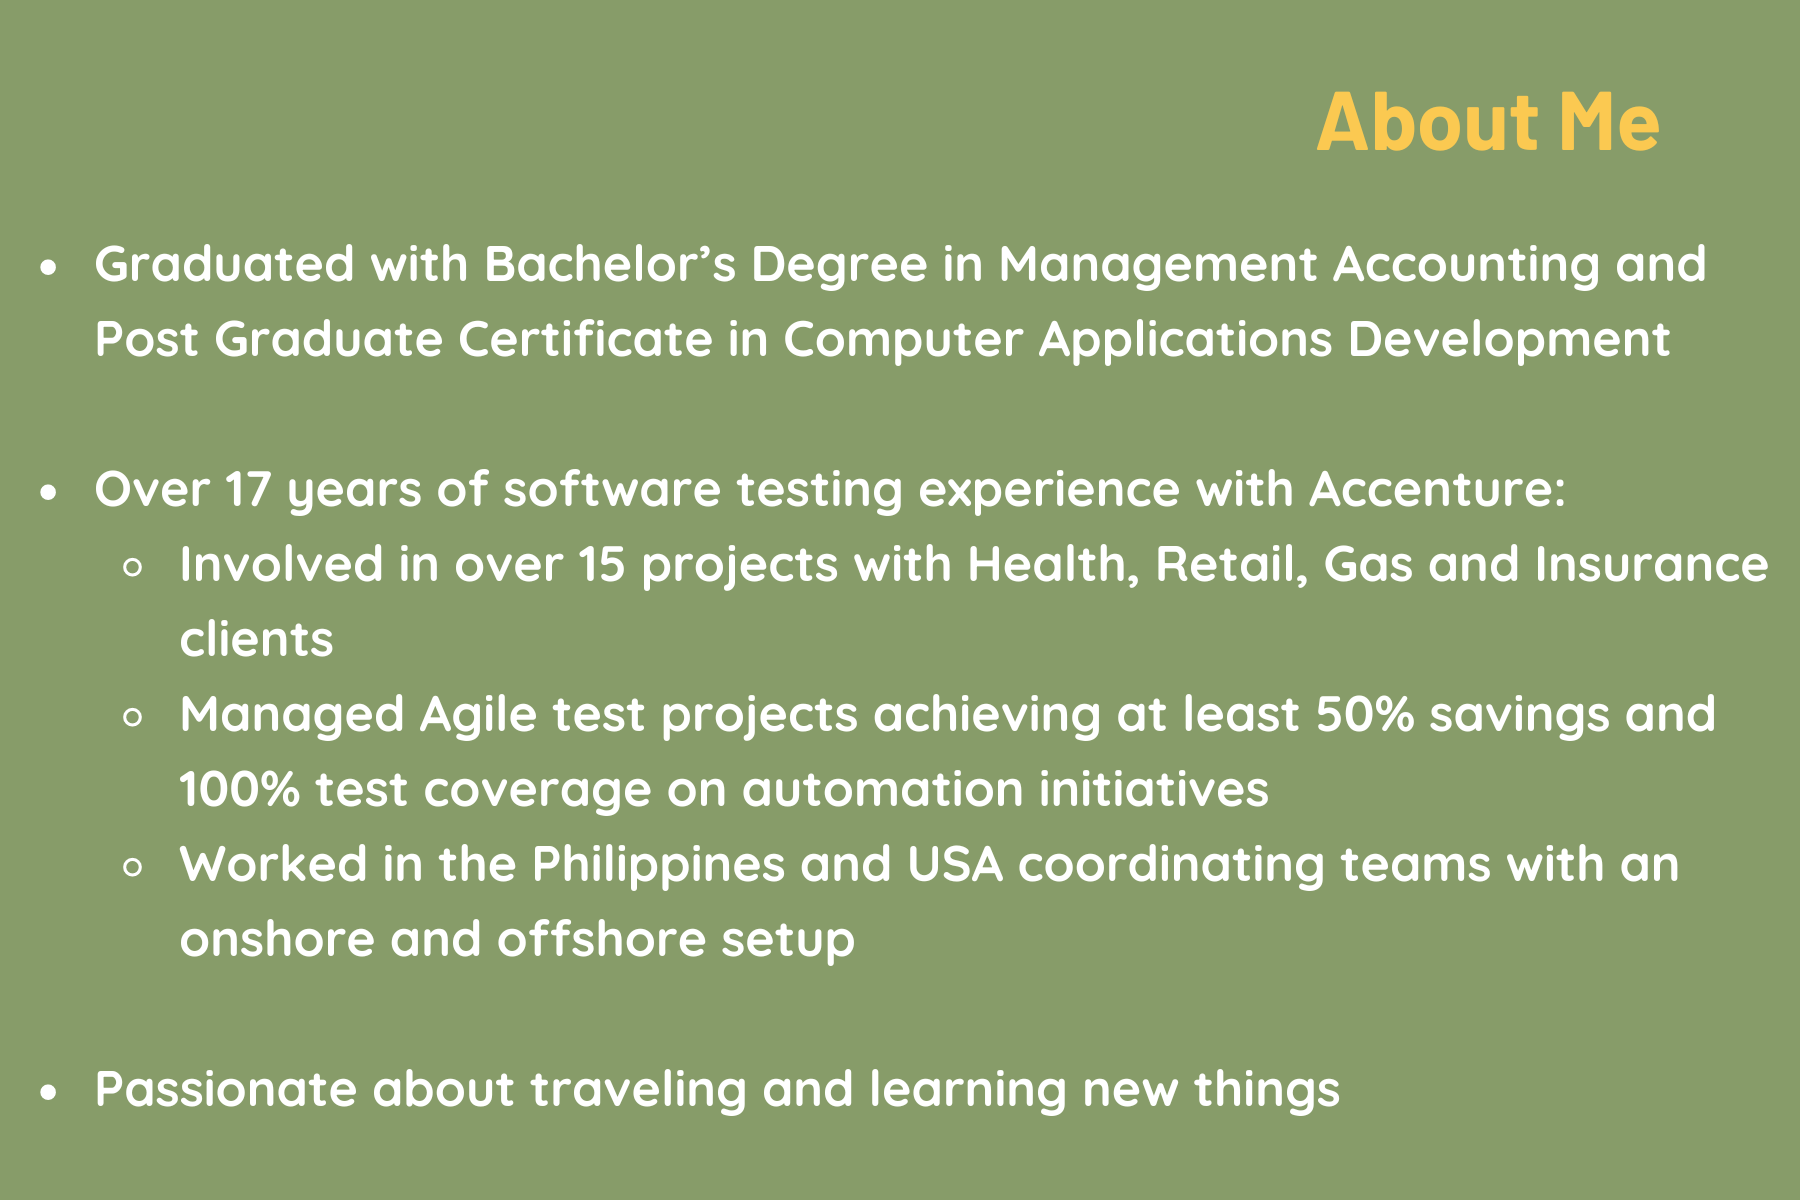 About Me
• Graduated with Bachelor’s Degree in Management Accounting and
Post Graduate Certificate in Computer Applications Development
• Over 17 years of software testing experience with Accenture:
◦ Involved in over 15 projects with Health, Retail, Gas and Insurance
clients
◦ Managed Agile test projects achieving at least 50% savings and
100% test coverage on automation initiatives
◦ Worked in the Philippines and USA coordinating teams with an
onshore and offshore setup
• Passionate about traveling and learning new things